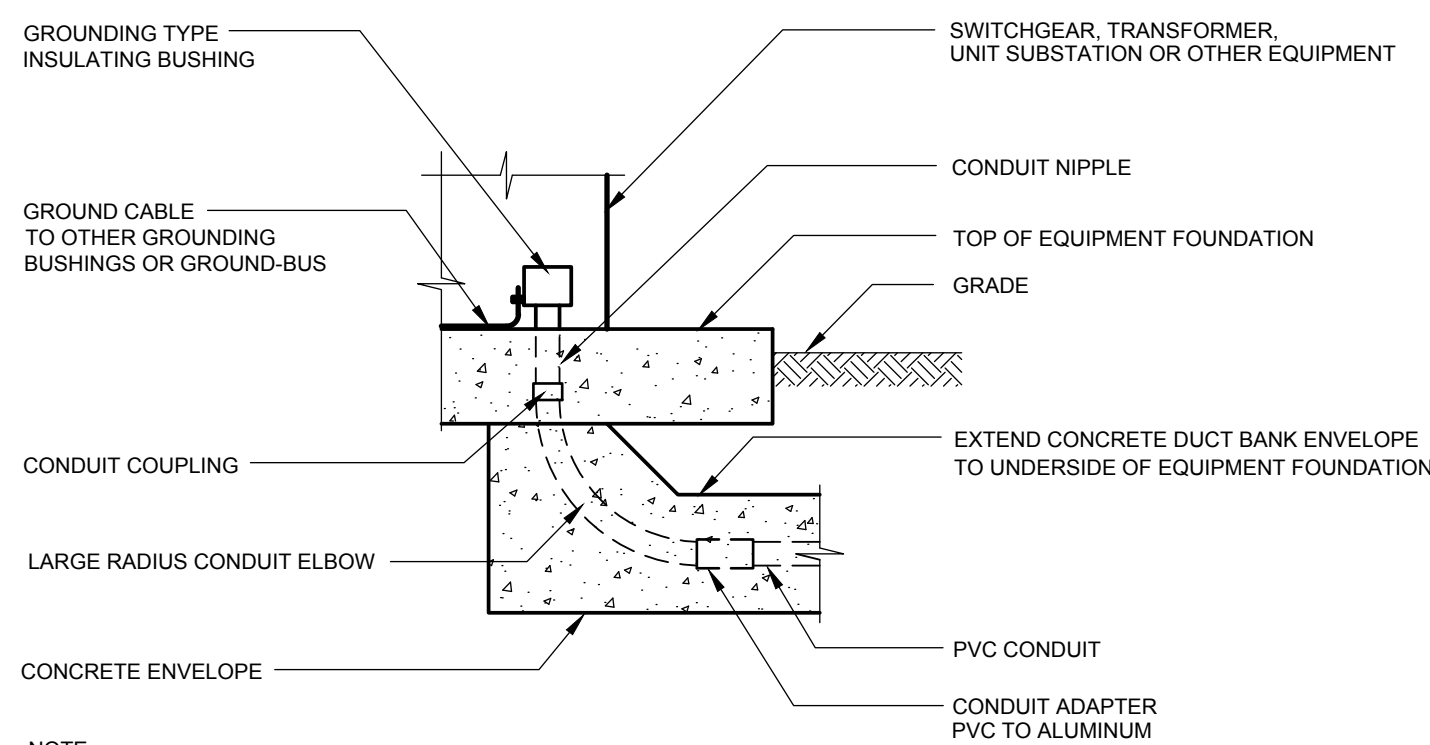 GROUNDING TYPE
INSULATING BUSHING
SWITCHGEAR, TRANSFORMER,
UNIT SUBSTATION OR OTHER EQUIPMENT
CONDUIT NIPPLE
GROUND CABLE
TO OTHER GROUNDING
BUSHINGS OR GROUND-BUS
TOP OF EQUIPMENT FOUNDATION
GRADE
CONDUIT COUPLING
EXTEND CONCRETE DUCT BANK ENVELOPE
TO UNDERSIDE OF EQUIPMENT FOUNDATION
LARGE RADIUS CONDUIT ELBOW
CONCRETE ENVELOPE
PVC CONDUIT
CONDUIT ADAPTER
PVC TO ALUMINUM
NOTE